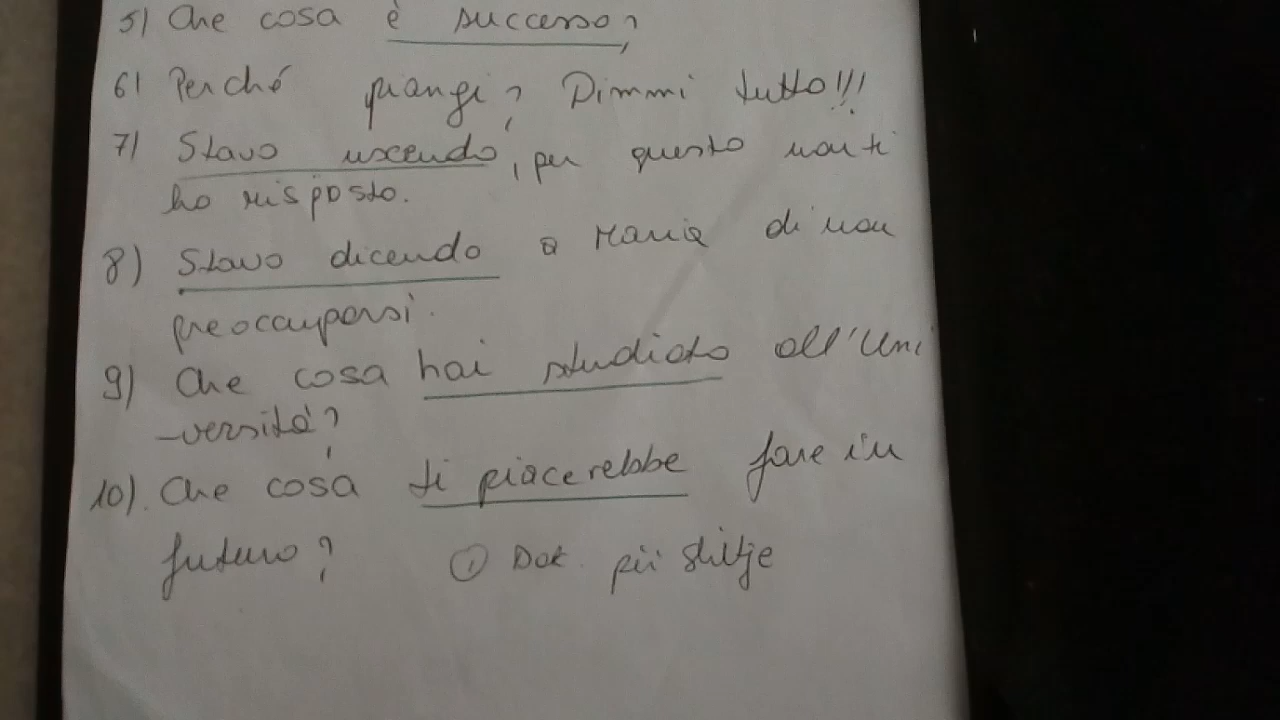 5) Che cosa è successo?
6) Perché piangi? Dimmi tutto!!!
7) Stavo uscendo, per questo non ti
ho risposto.
8) Stavo dicendo a Maria di non
preoccuparsi.
9) Che cosa hai studiato all'Uni
-versità?
10). Che cosa ti piacerebbe fare in
futuro? ① Dok.